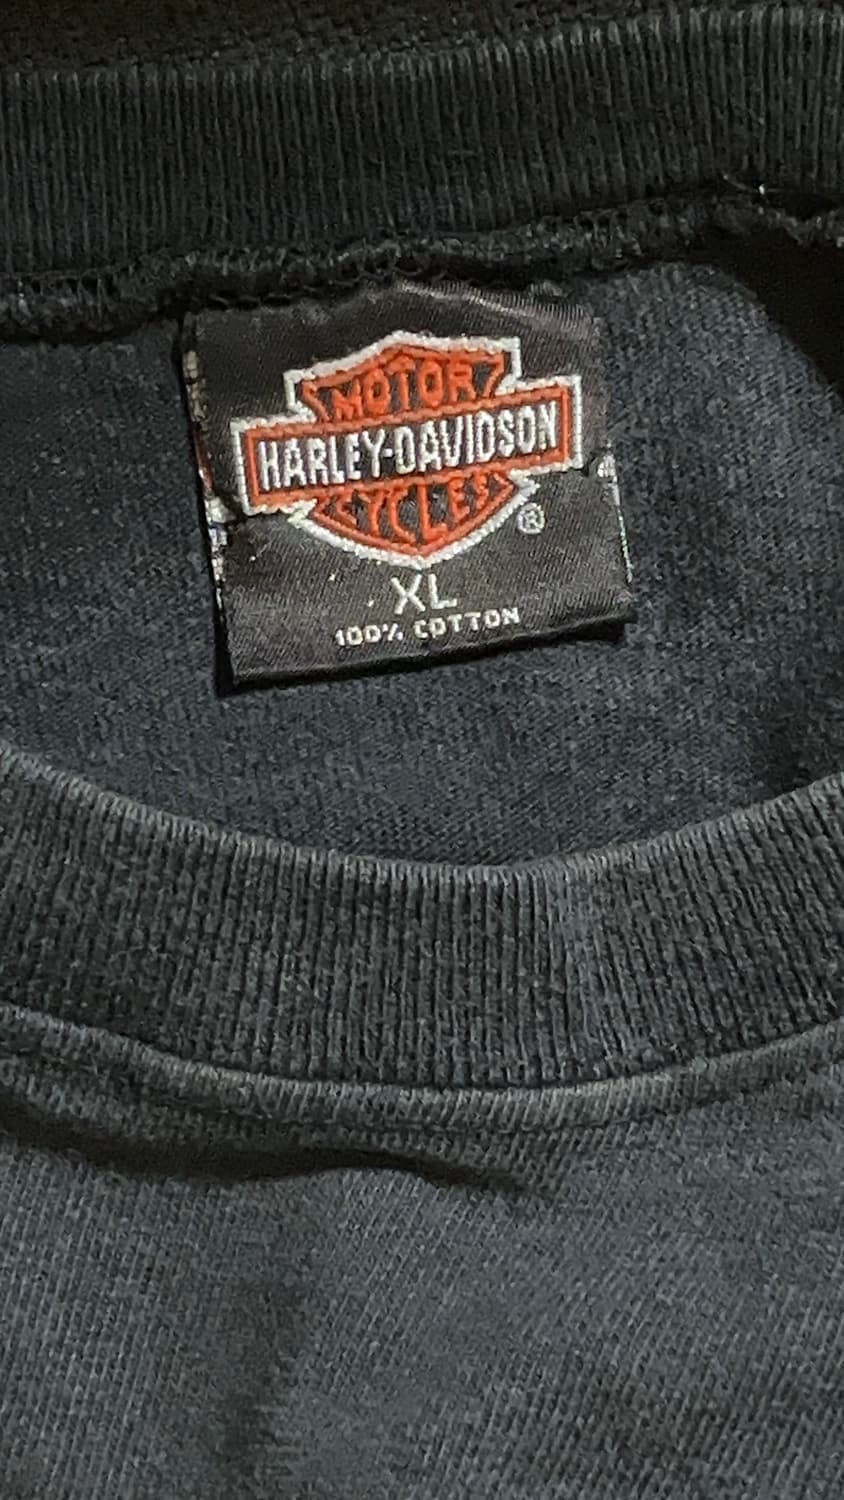 MOTOR
HARLEY-DAVIDSON
CYCLES
®
XL
100% COTTON